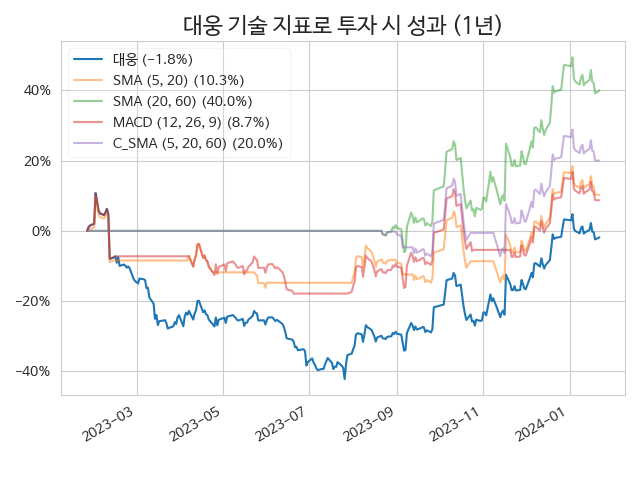 대웅 기술 지표로 투자 시 성과 (1년)
대웅 (−1.8%)
SMA (5, 20) (10.3%)
SMA (20, 60) (40.0%)
MACD (12, 26, 9) (8.7%)
C_SMA (5, 20, 60) (20.0%)
40%
20%
0%
−20%
−40%
2023-03
2023-05
2023-07
2023-09
2023-11
2024-01